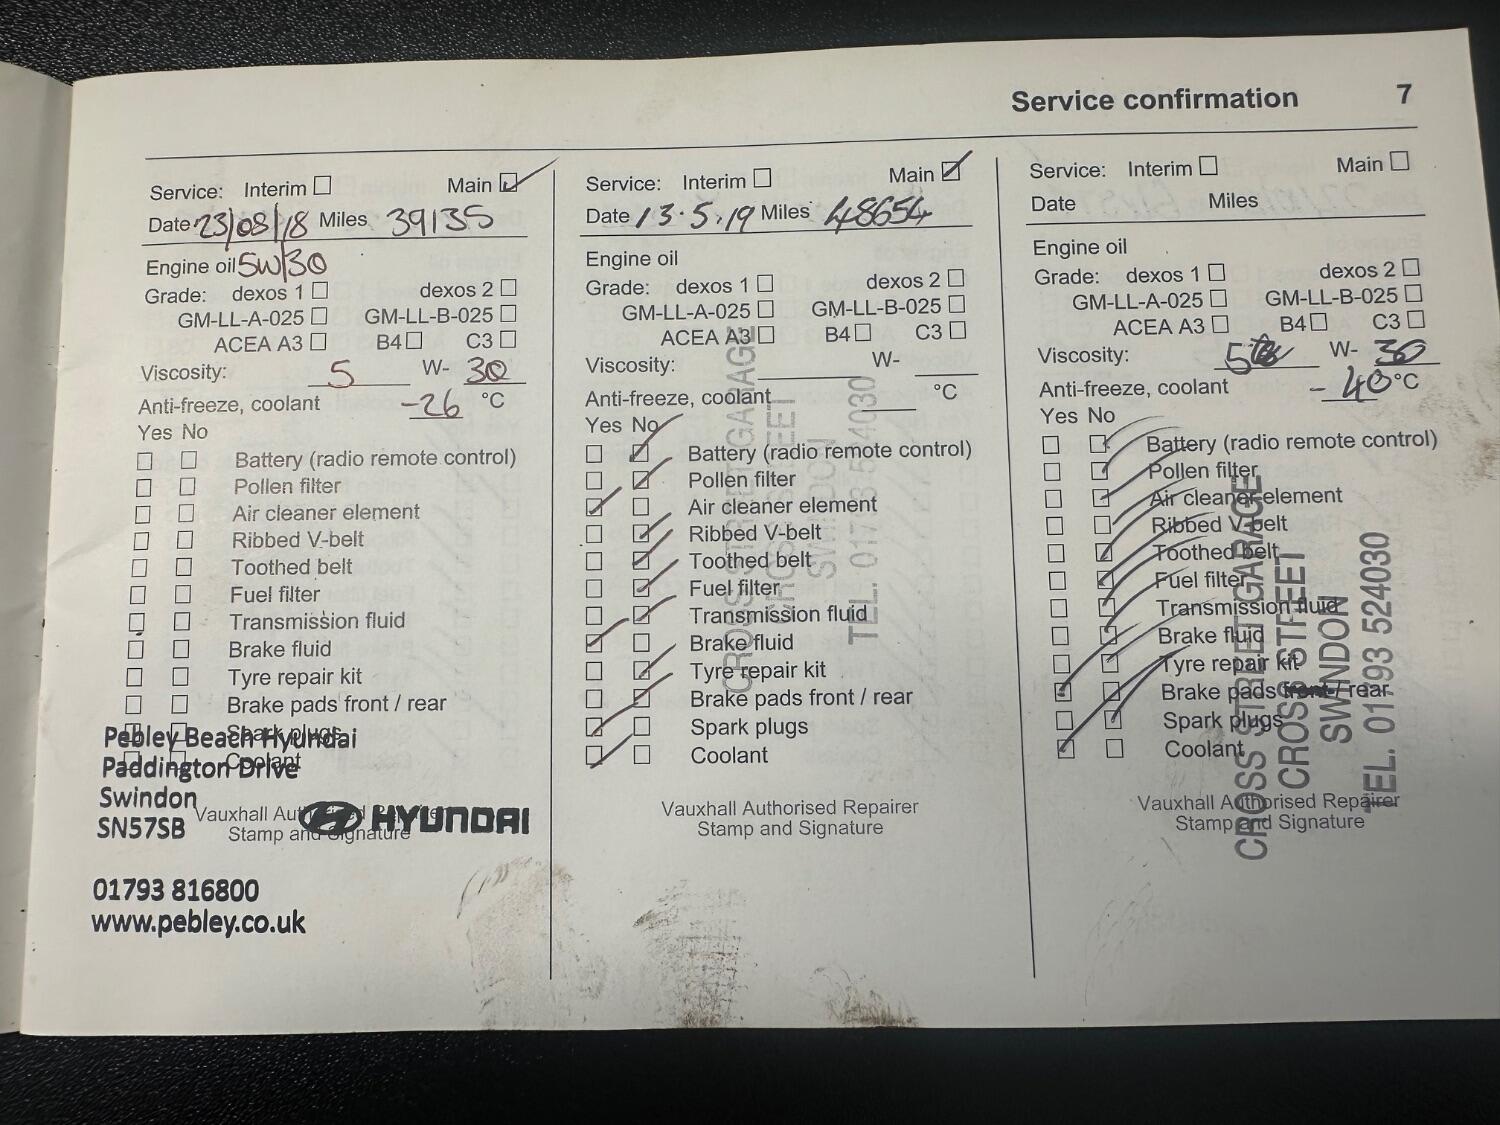 Service confirmation 7
Service: Interim Main
Date 23/08/18 Miles 39135
Engine oil 5W/30
Grade: dexos 1 dexos 2
GM-LL-A-025 GM-LL-B-025
ACEA A3 B4 C3
Viscosity: 5 W- 30
Anti-freeze, coolant -26 °C
Yes No
Battery (radio remote control)
Pollen filter
Air cleaner element
Ribbed V-belt
Toothed belt
Fuel filter
Transmission fluid
Brake fluid
Tyre repair kit
Brake pads front / rear
Spark plugs
Coolant
Pebley Beach Hyundai
Paddington Drive
Swindon
SN57SB
Vauxhall Authorised Repairer
Stamp and Signature
HYUNDAI
01793 816800
www.pebley.co.uk
Service: Interim Main
Date 13.5.19 Miles 48654
Engine oil
Grade: dexos 1 dexos 2
GM-LL-A-025 GM-LL-B-025
ACEA A3 B4 C3
Viscosity: W-
Anti-freeze, coolant °C
Yes No
Battery (radio remote control)
Pollen filter
Air cleaner element
Ribbed V-belt
Toothed belt
Fuel filter
Transmission fluid
Brake fluid
Tyre repair kit
Brake pads front / rear
Spark plugs
Coolant
CROSS STREET GARAGE
CROSS STREET
SWINDON
TEL. 01793 524030
Vauxhall Authorised Repairer
Stamp and Signature
Service: Interim Main
Date Miles
Engine oil
Grade: dexos 1 dexos 2
GM-LL-A-025 GM-LL-B-025
ACEA A3 B4 C3
Viscosity: 5 W- 30
Anti-freeze, coolant -40 °C
Yes No
Battery (radio remote control)
Pollen filter
Air cleaner element
Ribbed V-belt
Toothed belt
Fuel filter
Transmission fluid
Brake fluid
Tyre repair kit
Brake pads front / rear
Spark plugs
Coolant
CROSS STREET GARAGE
CROSS STREET
SWINDON
TEL. 01793 524030
Vauxhall Authorised Repairer
Stamp and Signature